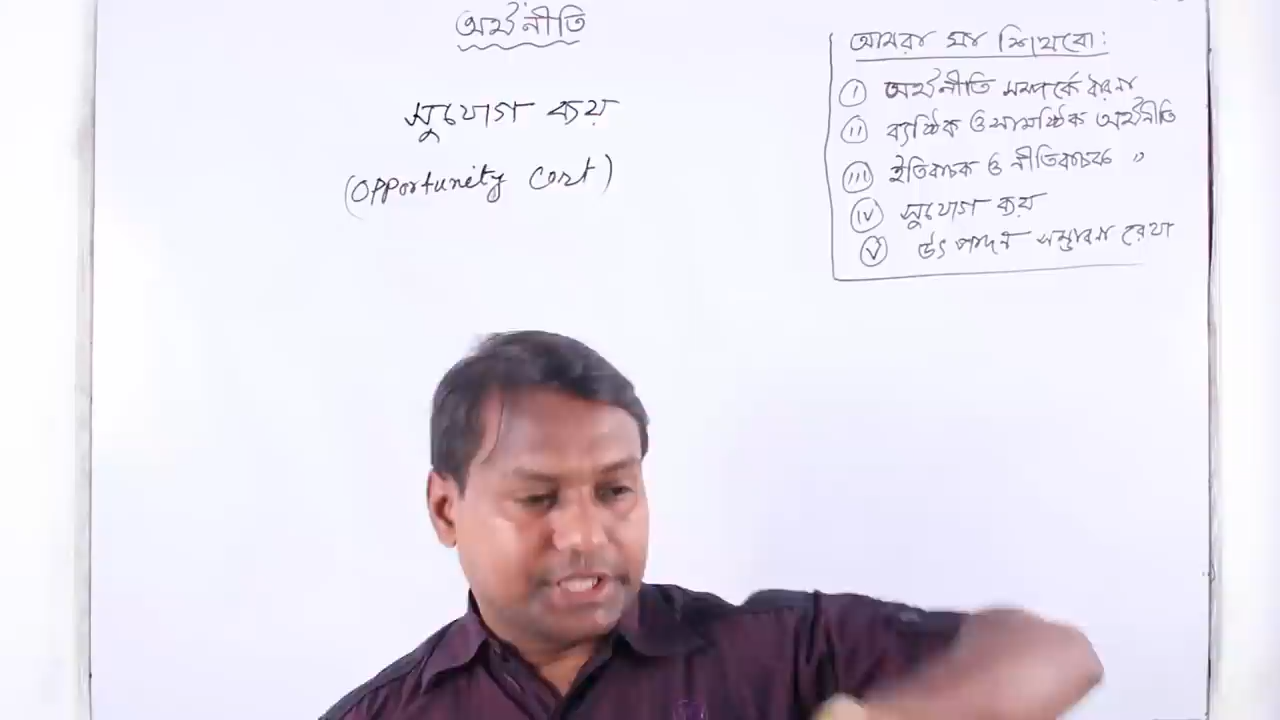 অর্থনীতি
সুযোগ ব্যয়
(Opportunity Cost)
আমরা যা শিখবো:
(i) অর্থনীতি সম্পর্কে ধারণা
(ii) ব্যষ্টিক ও সামষ্টিক অর্থনীতি
(iii) ইতিবাচক ও নীতিবাচক "
(iv) সুযোগ ব্যয়
(v) উৎপাদন সম্ভাবনা রেখা